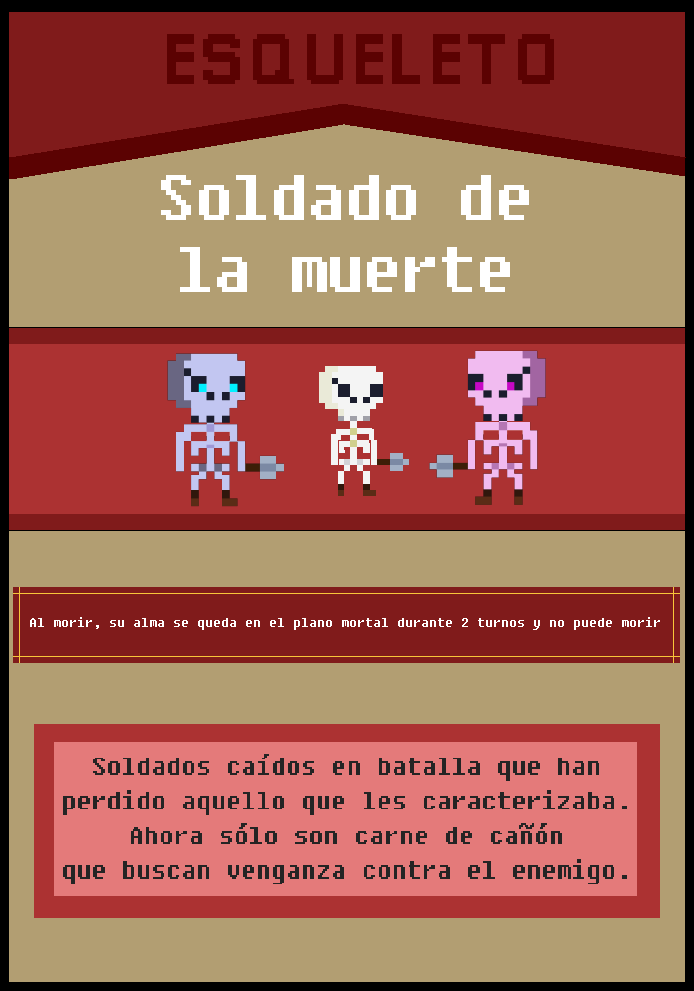 ESQUELETO
Soldado de
la muerte
Al morir, su alma se queda en el plano mortal durante 2 turnos y no puede morir
Soldados caídos en batalla que han
perdido aquello que les caracterizaba.
Ahora sólo son carne de cañón
que buscan venganza contra el enemigo.